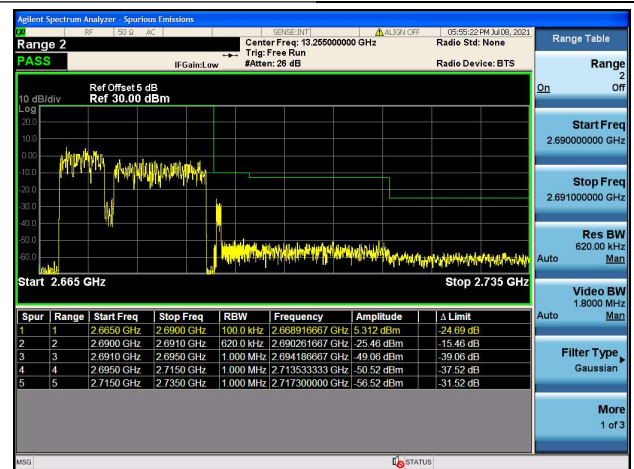 Agilent Spectrum Analyzer - Spurious Emissions
RF 50 Ω AC SENSE:INT ALIGN OFF 05:55:22 PM Jul 08, 2021
Range 2 Center Freq: 13.255000000 GHz Radio Std: None
Trig: Free Run
PASS IFGain:Low #Atten: 26 dB Radio Device: BTS
Ref Offset 5 dB
10 dB/div Ref 30.00 dBm
Log
20.0
10.0
0.00
-10.0
-20.0
-30.0
-40.0
-50.0
-60.0
Start 2.665 GHz Stop 2.735 GHz
Spur Range Start Freq Stop Freq RBW Frequency Amplitude Δ Limit
1 1 2.6650 GHz 2.6900 GHz 100.0 kHz 2.668916667 GHz 5.312 dBm -24.69 dB
2 2 2.6900 GHz 2.6910 GHz 620.0 kHz 2.690261667 GHz -25.46 dBm -15.46 dB
3 3 2.6910 GHz 2.6950 GHz 1.000 MHz 2.694186667 GHz -49.06 dBm -39.06 dB
4 4 2.6950 GHz 2.7150 GHz 1.000 MHz 2.713533333 GHz -50.52 dBm -37.52 dB
5 5 2.7150 GHz 2.7350 GHz 1.000 MHz 2.717300000 GHz -56.52 dBm -31.52 dB
MSG STATUS
Range Table
Range
2
On Off
Start Freq
2.690000000 GHz
Stop Freq
2.691000000 GHz
Res BW
620.00 kHz
Auto Man
Video BW
1.8000 MHz
Auto Man
Filter Type
Gaussian
More
1 of 3